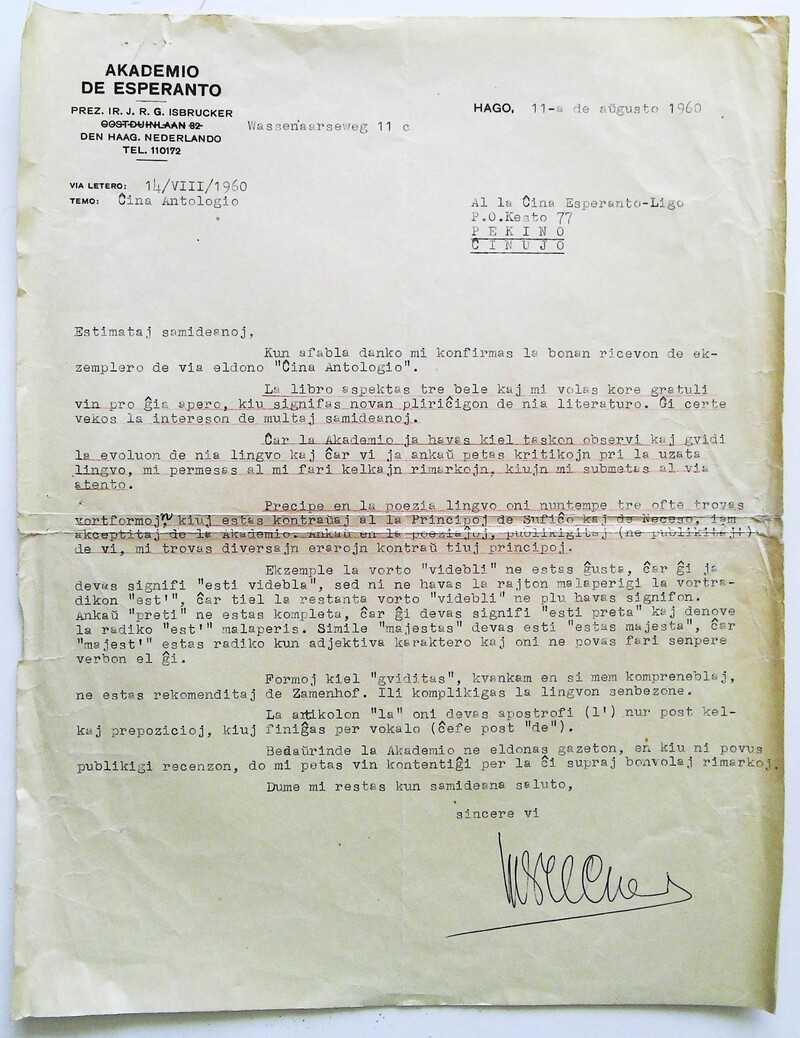 AKADEMIO
DE ESPERANTO
PREZ. IR. J. R. G. ISBRUCKER
OOSTDUINLAAN 82
Wassenaarseweg 11 c
DEN HAAG. NEDERLANDO
TEL. 110172
HAGO, 11-a de aŭgusto 1960
VIA LETERO: 14/VIII/1960
TEMO: Ĉina Antologio
Al la Ĉina Esperanto-Ligo
P.O.Kesto 77
P E K I N O
Ĉ I N U J O
Estimataj samideanoj,
Kun afabla danko mi konfirmas la bonan ricevon de ek-
zemplero de via eldono "Ĉina Antologio".
La libro aspektas tre bele kaj mi volas kore gratuli
vin pro ĝia apero, kiu signifas novan pliriĉigon de nia literaturo. Ĝi certe
vekos la intereson de multaj samideanoj.
Ĉar la Akademio ja havas kiel taskon observi kaj gvidi
la evoluon de nia lingvo kaj ĉar vi ja ankaŭ petas kritikojn pri la uzata
lingvo, mi permesas al mi fari kelkajn rimarkojn, kiujn mi submetas al via
atento.
Precipe en la poezia lingvo oni nuntempe tre ofte trovas
vortformojn, kiuj estas kontraŭaj al la Principoj de Sufiĉo kaj de Neceso, iam
akceptitaj de la Akademio. Ankaŭ en la poeziaĵoj, publikigitaj (ne publikitaj!)
de vi, mi trovas diversajn erarojn kontraŭ tiuj principoj.
Ekzemple la vorto "videbli" ne estas ĝusta, ĉar ĝi ja
devas signifi "esti videbla", sed ni ne havas la rajton malaperigi la vortra-
dikon "est'", ĉar tiel la restanta vorto "videbli" ne plu havas signifon.
Ankaŭ "preti" ne estas kompleta, ĉar ĝi devas signifi "esti preta" kaj denove
la radiko "est'" malaperis. Simile "majestas" devas esti "estas majesta", ĉar
"majest'" estas radiko kun adjektiva karaktero kaj oni ne povas fari senpere
verbon el ĝi.
Formoj kiel "gviditas", kvankam en si mem kompreneblaj,
ne estas rekomenditaj de Zamenhof. Ili komplikigas la lingvon senbezone.
La artikolon "la" oni devas apostrofi (l') nur post kel-
kaj prepozicioj, kiuj finiĝas per vokalo (ĉefe post "de").
Bedaŭrinde la Akademio ne eldonas gazeton, en kiu ni povus
publikigi recenzon, do mi petas vin kontentiĝi per la ĉi supraj bonvolaj rimarkoj.
Dume mi restas kun samideana saluto,
sincere vi